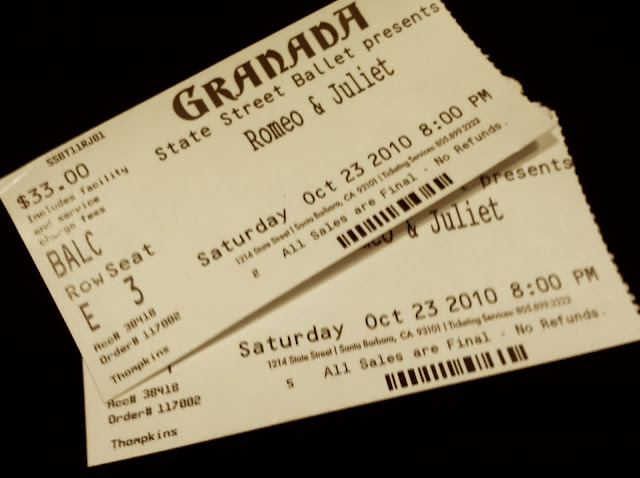 GRANADA
State Street Ballet presents
Romeo & Juliet
SSBT11RJ01
$33.00
Includes facility
and service
charge fees
BALC
Row Seat
E 3
Saturday Oct 23 2010 8:00 PM
1214 State Street | Santa Barbara, CA 93101 | Ticketing Services: 805.899.2222
All Sales are Final - No Refunds.
Acc# 38418
Order# 117002
Thompkins
presents
& Juliet
Saturday Oct 23 2010 8:00 PM
1214 State Street | Santa Barbara, CA 93101 | Ticketing Services: 805.899.2222
S All Sales are Final - No Refunds.
Acc# 38418
Order# 117002
Thompkins